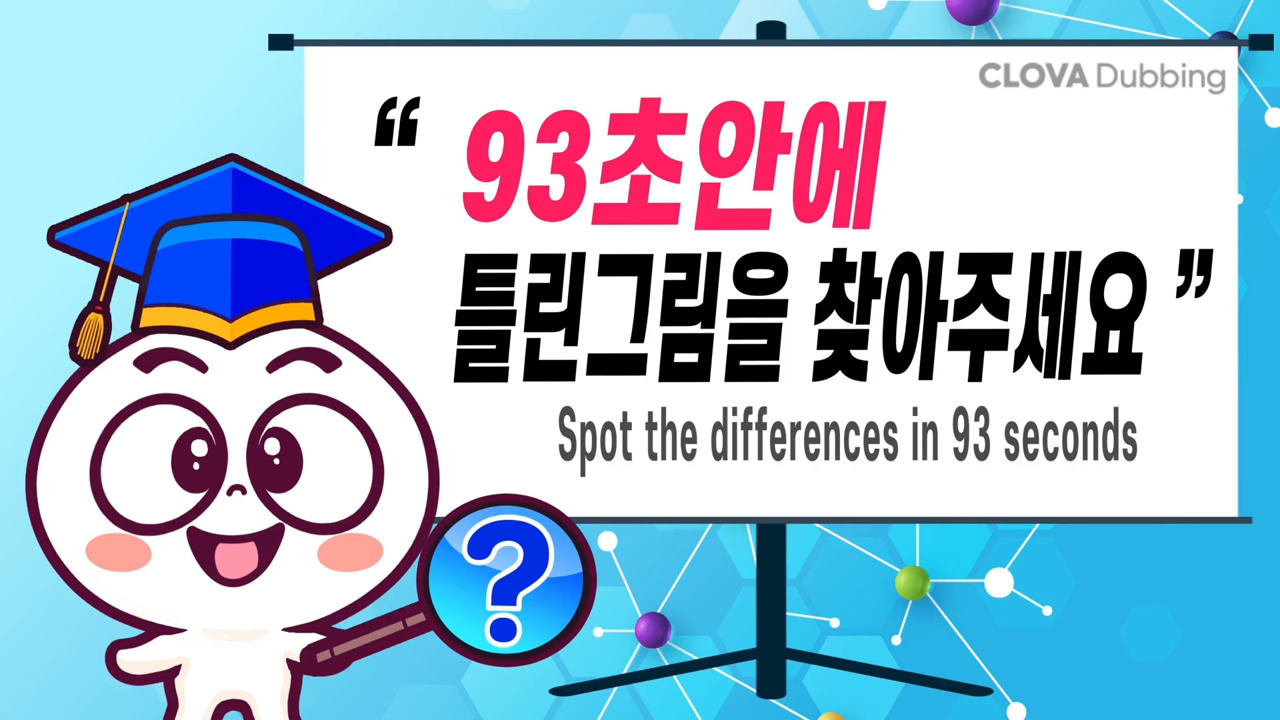 CLOVA Dubbing
“ 93초안에
틀린그림을 찾아주세요 ”
Spot the differences in 93 seconds
?